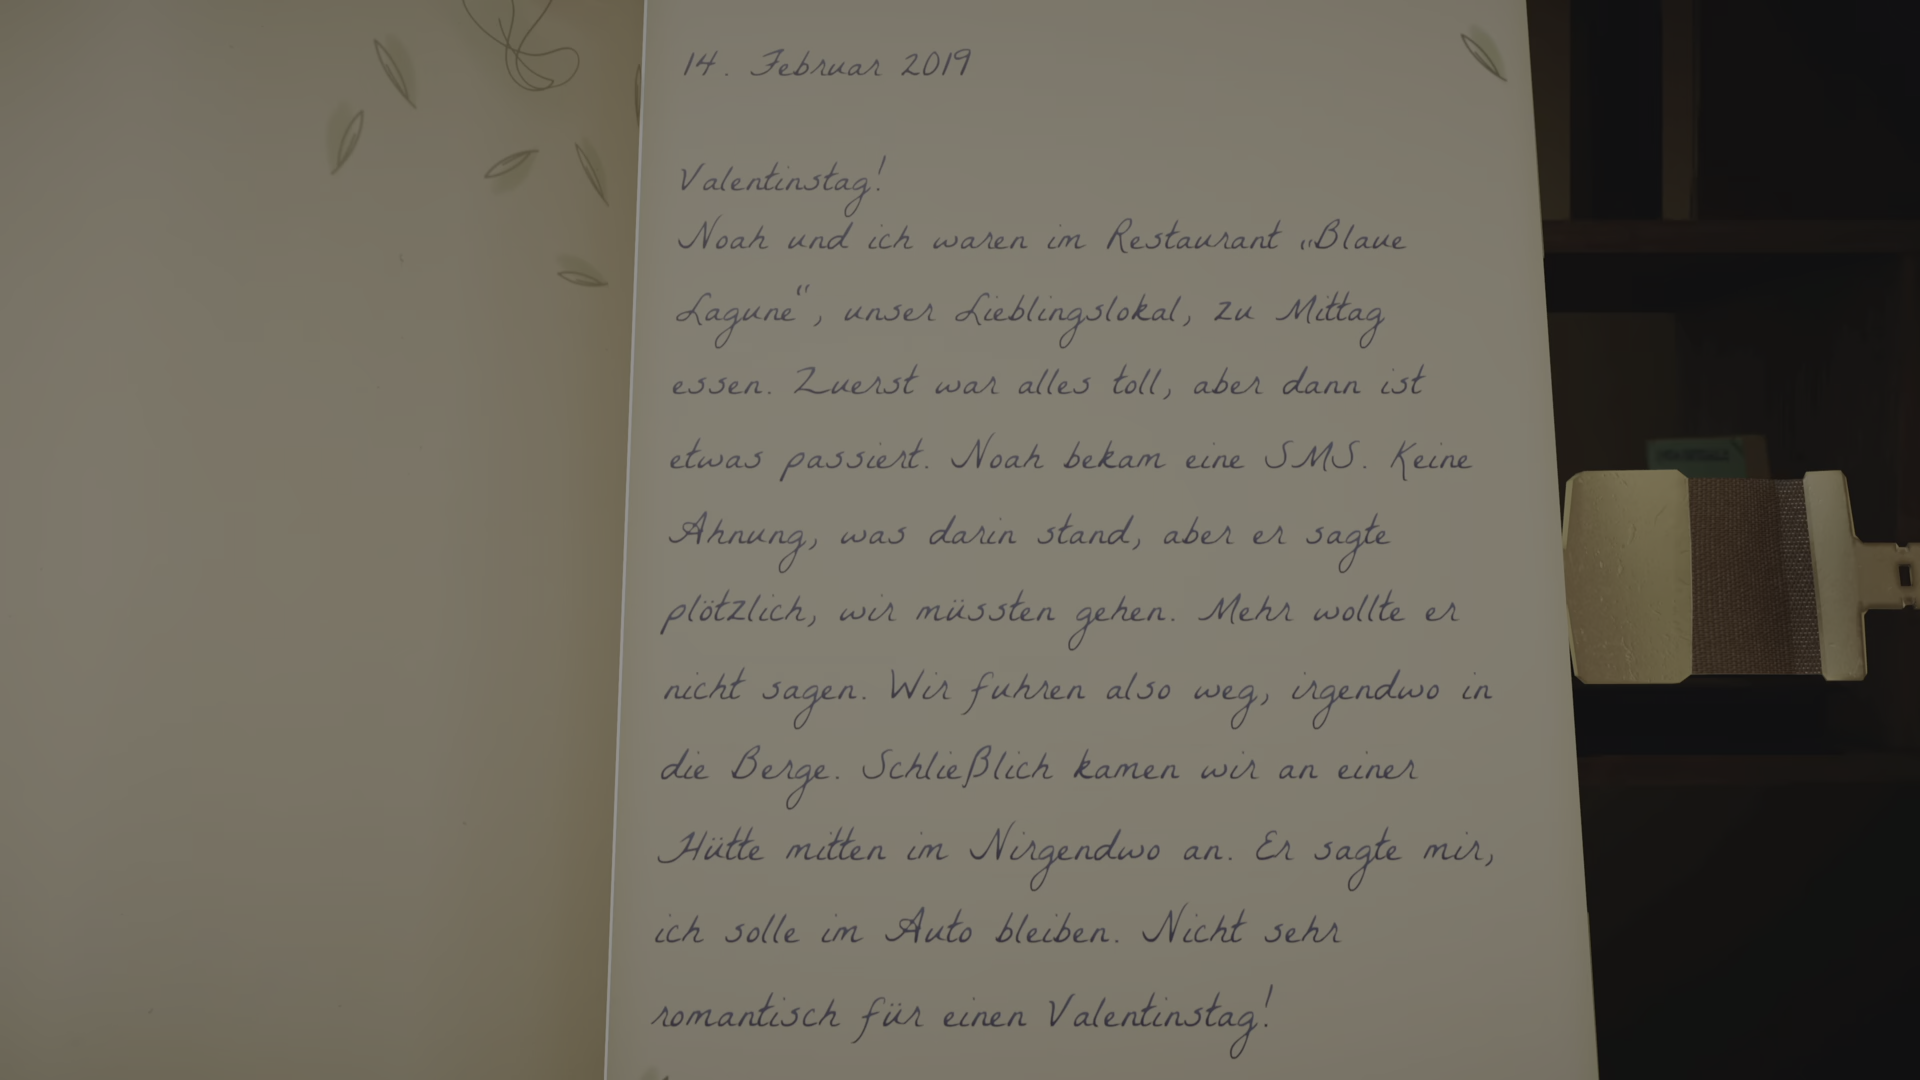 14. Februar 2019
Valentinstag!
Noah und ich waren im Restaurant „Blaue
Lagune“, unser Lieblingslokal, zu Mittag
essen. Zuerst war alles toll, aber dann ist
etwas passiert. Noah bekam eine SMS. Keine
Ahnung, was darin stand, aber er sagte
plötzlich, wir müssten gehen. Mehr wollte er
nicht sagen. Wir fuhren also weg, irgendwo in
die Berge. Schließlich kamen wir an einer
Hütte mitten im Nirgendwo an. Er sagte mir,
ich solle im Auto bleiben. Nicht sehr
romantisch für einen Valentinstag!